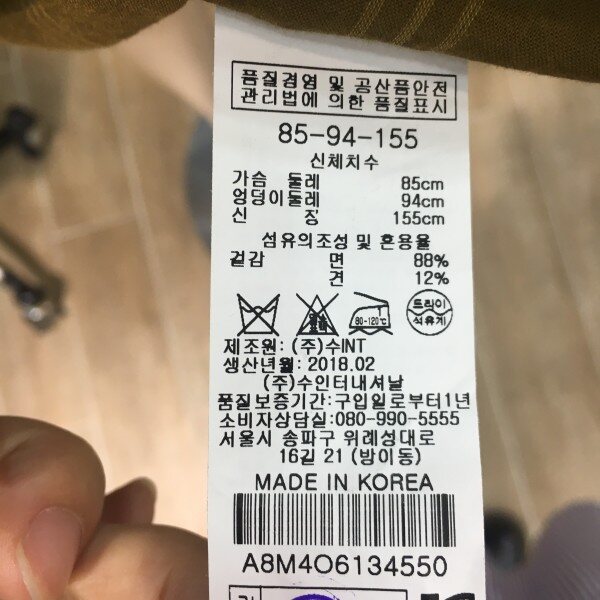 품질경영 및 공산품안전
관리법에 의한 품질표시
85-94-155
신체치수
가슴 둘레 85cm
엉덩이둘레 94cm
신 장 155cm
섬유의조성 및 혼용율
겉감 면 88%
견 12%
80-120℃
드라이
석유계
제조원: (주)수INT
생산년월: 2018.02
(주)수인터내셔날
품질보증기간:구입일로부터1년
소비자상담실:080-990-5555
서울시 송파구 위례성대로
16길 21 (방이동)
MADE IN KOREA
A8M4O6134550